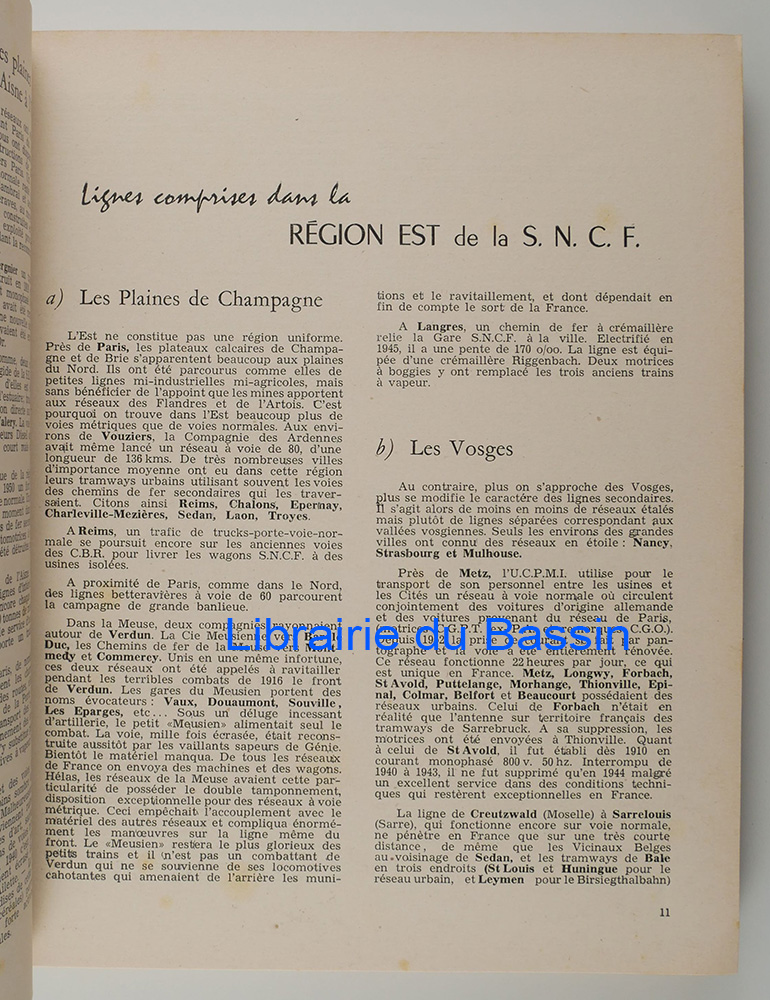 Lignes comprises dans la
RÉGION EST de la S. N. C. F.
a) Les Plaines de Champagne
L'Est ne constitue pas une région uniforme.
Près de Paris, les plateaux calcaires de Champa-
gne et de Brie s'apparentent beaucoup aux plaines
du Nord. Ils ont été parcourus comme elles de
petites lignes mi-industrielles mi-agricoles, mais
sans bénéficier de l'appoint que les mines apportent
aux réseaux des Flandres et de l'Artois. C'est
pourquoi on trouve dans l'Est beaucoup plus de
voies métriques que de voies normales. Aux envi-
rons de Vouziers, la Compagnie des Ardennes
avait même lancé un réseau à voie de 80, d'une
longueur de 136 kms. De très nombreuses villes
d'importance moyenne ont eu dans cette région
leurs tramways urbains utilisant souvent les voies
des chemins de fer secondaires qui les traver-
saient. Citons ainsi Reims, Chalons, Epernay,
Charleville-Mezières, Sedan, Laon, Troyes.
A Reims, un trafic de trucks-porte-voie-nor-
male se poursuit encore sur les anciennes voies
des C.B.R. pour livrer les wagons S.N.C.F. à des
usines isolées.
A proximité de Paris, comme dans le Nord,
des lignes betteravières à voie de 60 parcourent
la campagne de grande banlieue.
Dans la Meuse, deux compagnies rayonnaient
autour de Verdun. La Cie Meusienne vers Bar-le-
Duc, les Chemins de fer de la Meuse vers Mont-
medy et Commercy. Unis en une même infortune,
ces deux réseaux ont été appelés à ravitailler
pendant les terribles combats de 1916 le front
de Verdun. Les gares du Meusien portent des
noms évocateurs : Vaux, Douaumont, Souville,
Les Eparges, etc... Sous un déluge incessant
d'artillerie, le petit «Meusien» alimentait seul le
combat. La voie, mille fois écrasée, était recons-
truite aussitôt par les vaillants sapeurs de Génie.
Bientôt le matériel manqua. De tous les réseaux
de France on envoya des machines et des wagons.
Hélas, les réseaux de la Meuse avaient cette par-
ticularité de posséder le double tamponnement,
disposition exceptionnelle pour des réseaux à voie
métrique. Ceci empêchait l'accouplement avec le
matériel des autres réseaux et compliqua énormé-
ment les manœuvres sur la ligne même du
front. Le «Meusien» restera le plus glorieux des
petits trains et il n'est pas un combattant de
Verdun qui ne se souvienne de ses locomotives
cahotantes qui amenaient de l'arrière les muni-
tions et le ravitaillement, et dont dépendait en
fin de compte le sort de la France.
A Langres, un chemin de fer à crémaillère
relie la Gare S.N.C.F. à la ville. Electrifié en
1945, il a une pente de 170 o/oo. La ligne est équi-
pée d'une crémaillère Riggenbach. Deux motrices
à boggies y ont remplacé les trois anciens trains
à vapeur.
b) Les Vosges
Au contraire, plus on s'approche des Vosges,
plus se modifie le caractére des lignes secondaires.
Il s'agit alors de moins en moins de réseaux étalés
mais plutôt de lignes séparées correspondant aux
vallées vosgiennes. Seuls les environs des grandes
villes ont connu des réseaux en étoile : Nancy,
Strasbourg et Mulhouse.
Près de Metz, l'U.C.P.M.I. utilise pour le
transport de son personnel entre les usines et
les Cités un réseau à voie normale où circulent
conjointement des voitures d'origine allemande
et des voitures provenant du réseau de Paris,
Depuis 1922 la prise de courant se fait par pan-
tographe et la voie a été entièrement rénovée.
Ce réseau fonctionne 22 heures par jour, ce qui
est unique en France. Metz, Longwy, Forbach,
St Avold, Puttelange, Morhange, Thionville, Epi-
nal, Colmar, Belfort et Beaucourt possédaient des
réseaux urbains. Celui de Forbach n'était en
réalité que l'antenne sur territoire français des
tramways de Sarrebruck. A sa suppression, les
motrices ont été envoyées à Thionville. Quant
à celui de St Avold, il fut établi dès 1910 en
courant monophasé 800 v. 50 hz. Interrompu de
1940 à 1943, il ne fut supprimé qu'en 1944 malgré
un excellent service dans des conditions techni-
ques qui restèrent exceptionnelles en France.
La ligne de Creutzwald (Moselle) à Sarrelouis
(Sarre), qui fonctionne encore sur voie normale,
ne pénètre en France que sur une très courte
distance, de même que les Vicinaux Belges
au voisinage de Sedan, et les tramways de Bale
en trois endroits (St Louis et Huningue pour le
réseau urbain, et Leymen pour le Birsiegthalbahn)
11
Librairie du Bassin